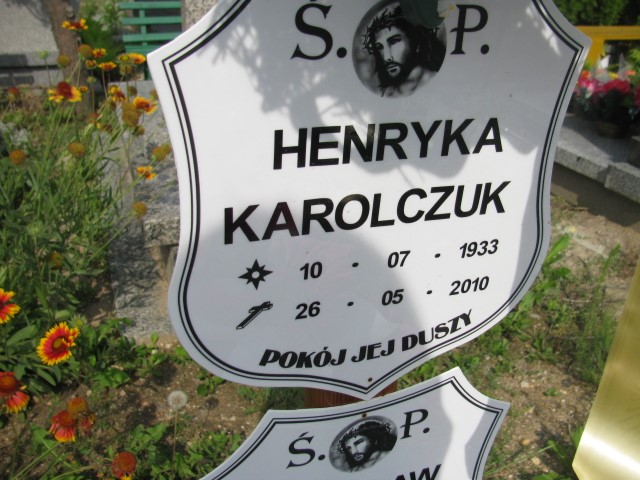 Ś. P.
HENRYKA
KAROLCZUK
10 - 07 - 1933
26 - 05 - 2010
POKÓJ JEJ DUSZY
Ś. P.